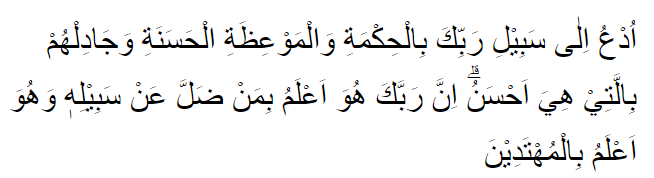 اُدْعُ اِلٰى سَبِيْلِ رَبِّكَ بِالْحِكْمَةِ وَالْمَوْعِظَةِ الْحَسَنَةِ وَجَادِلْهُمْ
بِالَّتِيْ هِيَ اَحْسَنُۗ اِنَّ رَبَّكَ هُوَ اَعْلَمُ بِمَنْ ضَلَّ عَنْ سَبِيْلِهٖ وَهُوَ
اَعْلَمُ بِالْمُهْتَدِيْنَ